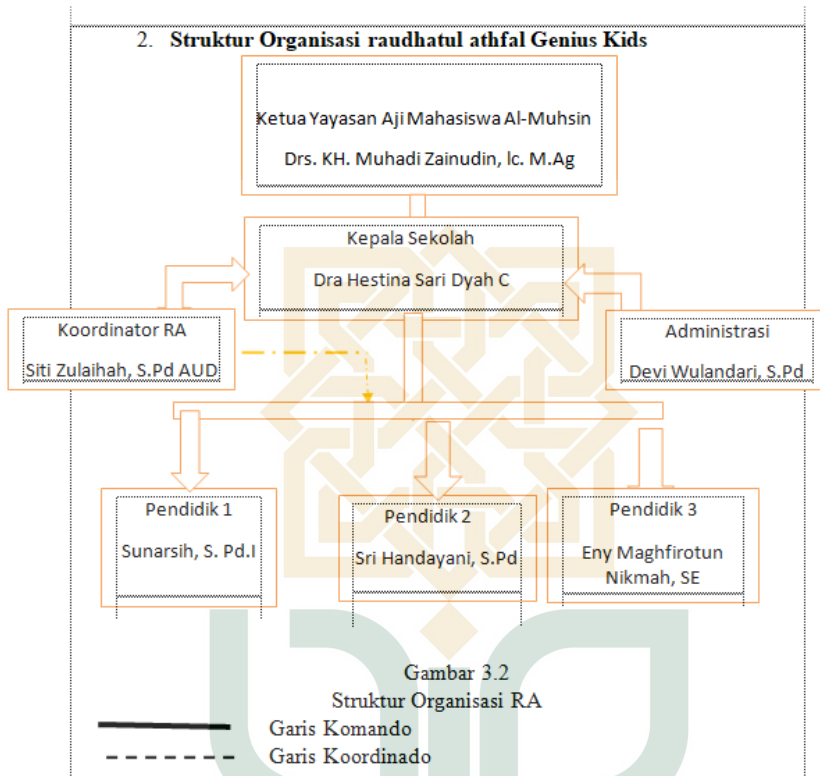 2. Struktur Organisasi raudhatul athfal Genius Kids
Ketua Yayasan Aji Mahasiswa Al-Muhsin
Drs. KH. Muhadi Zainudin, lc. M.Ag
Kepala Sekolah
Dra Hestina Sari Dyah C
Koordinator RA
Siti Zulaihah, S.Pd AUD
Administrasi
Devi Wulandari, S.Pd
Pendidik 1
Sunarsih, S. Pd.I
Pendidik 2
Sri Handayani, S.Pd
Pendidik 3
Eny Maghfirotun
Nikmah, SE
Gambar 3.2
Struktur Organisasi RA
Garis Komando
Garis Koordinado